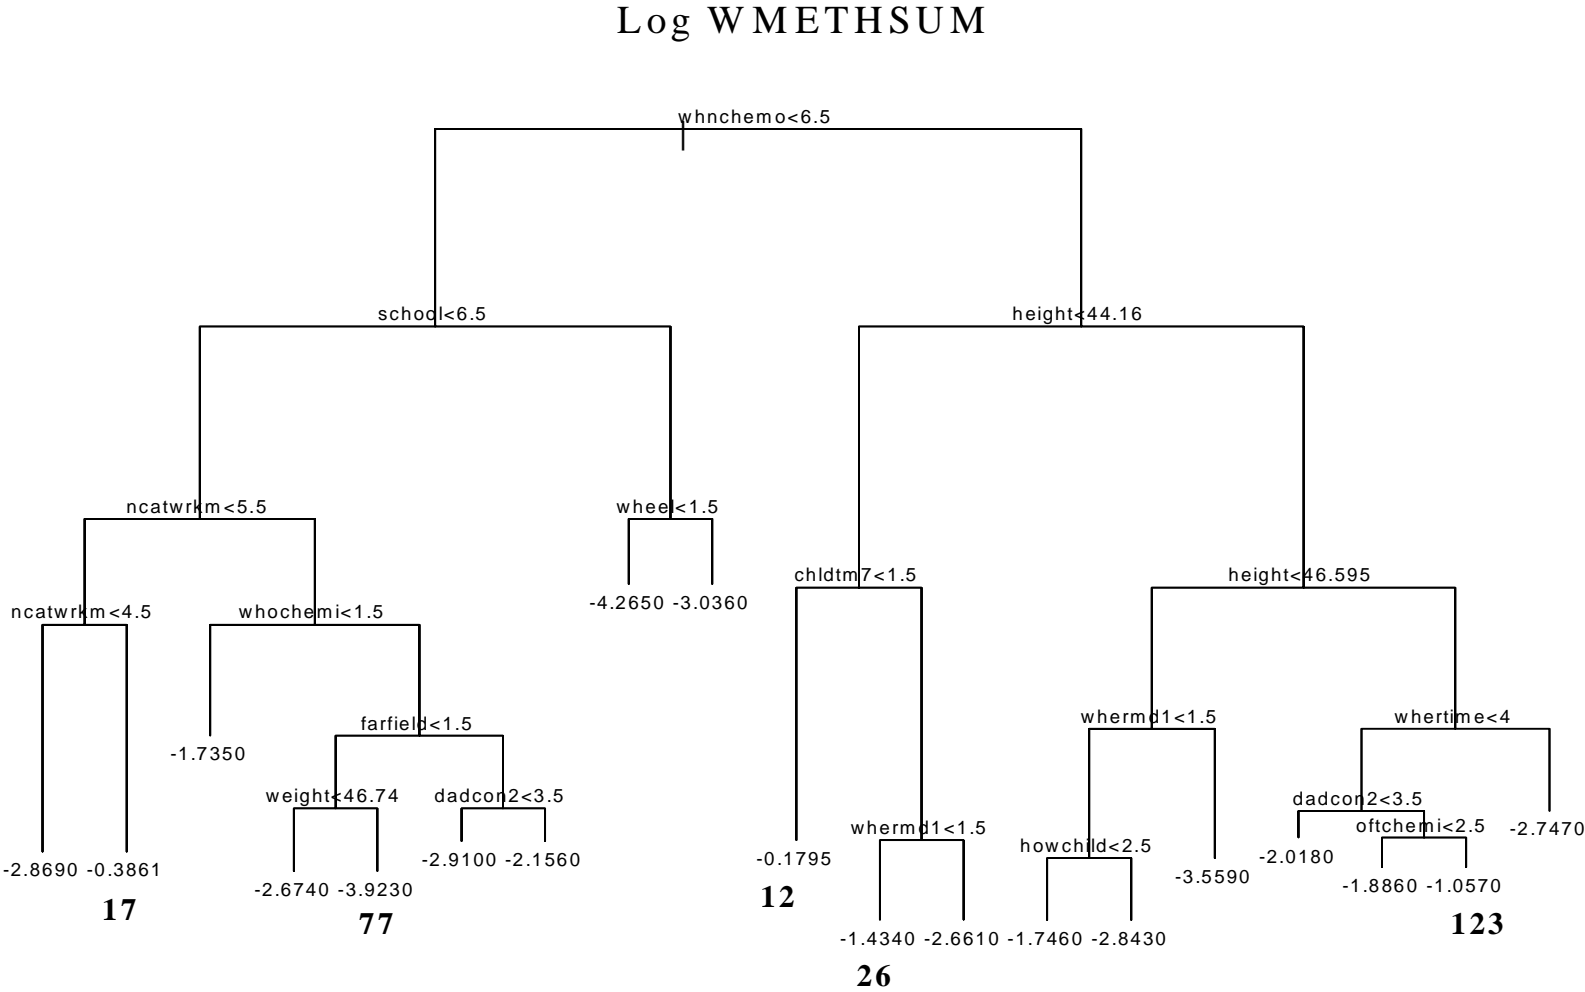 Log WMETHSUM
whnchemo<6.5
school<6.5
height<44.16
ncatwrkm<5.5
wheel<1.5
chldtm7<1.5
height<46.595
-4.2650 -3.0360
ncatwrkm<4.5
whochemi<1.5
farfield<1.5
whermd1<1.5
whertime<4
-1.7350
weight<46.74
dadcon2<3.5
dadcon2<3.5
oftchemi<2.5
-2.7470
whermd1<1.5
howchild<2.5
-2.8690 -0.3861
-2.9100 -2.1560
-0.1795
-2.0180
-3.5590
-2.6740 -3.9230
-1.8860 -1.0570
12
17
77
123
-1.4340 -2.6610 -1.7460 -2.8430
26